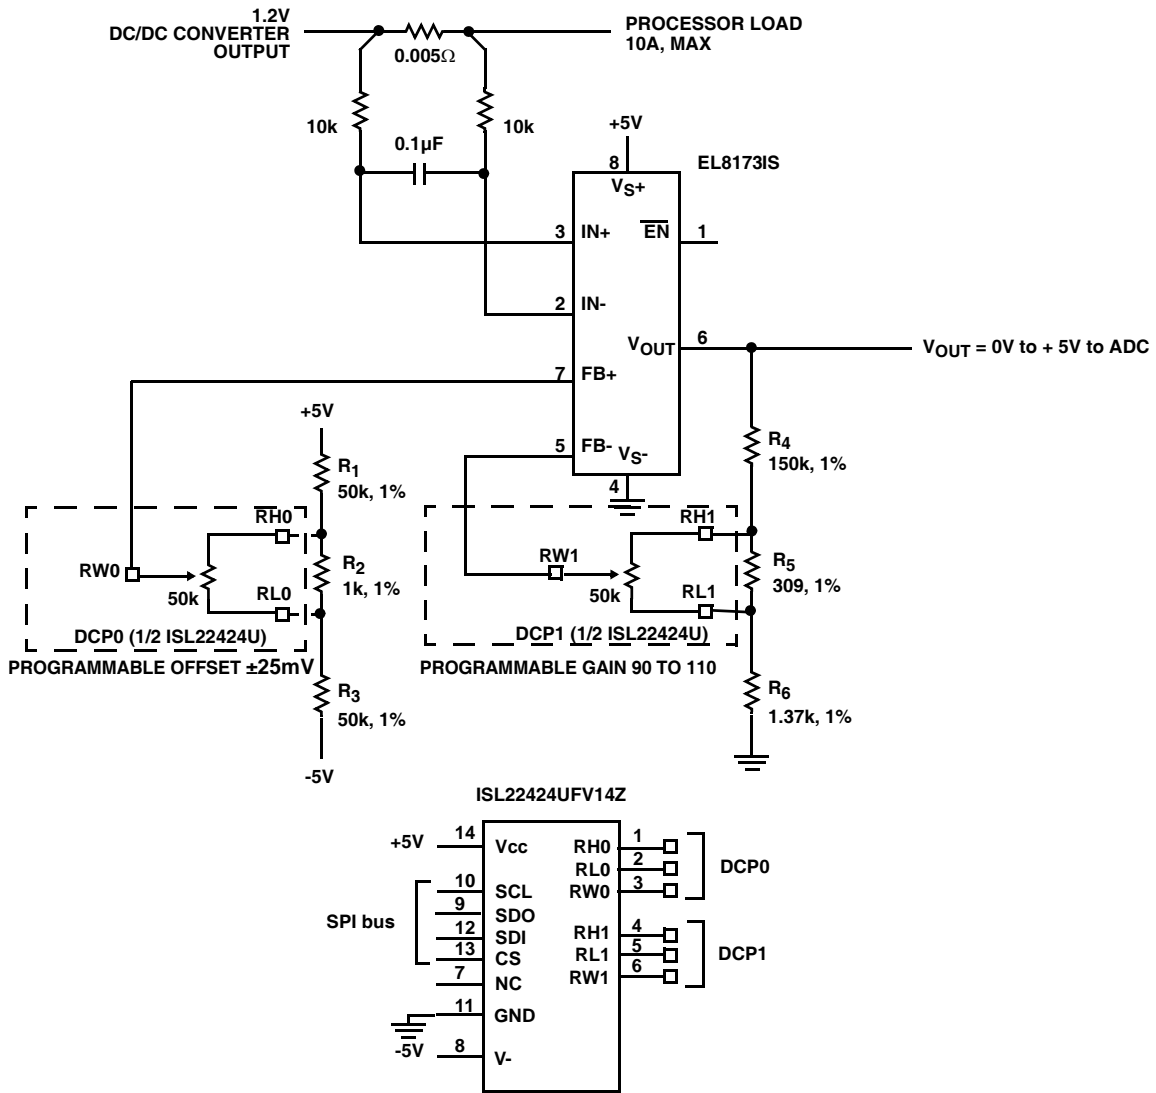 1.2V
DC/DC CONVERTER
OUTPUT
0.005Ω
PROCESSOR LOAD
10A, MAX
10k
10k
0.1µF
+5V
EL8173IS
8
VS+
3
IN+
EN
1
2
IN-
VOUT
6
VOUT = 0V to + 5V to ADC
7
FB+
5
FB-
VS-
4
+5V
R1
50k, 1%
R4
150k, 1%
RH0
RW0
50k
R2
1k, 1%
RL0
DCP0 (1/2 ISL22424U)
PROGRAMMABLE OFFSET ±25mV
R3
50k, 1%
-5V
RH1
RW1
50k
R5
309, 1%
RL1
DCP1 (1/2 ISL22424U)
PROGRAMMABLE GAIN 90 TO 110
R6
1.37k, 1%
ISL22424UFV14Z
+5V
14
Vcc
SPI bus
10
SCL
9
SDO
12
SDI
13
CS
7
NC
11
GND
-5V
8
V-
RH0
1
RL0
2
RW0
3
DCP0
RH1
4
RL1
5
RW1
6
DCP1